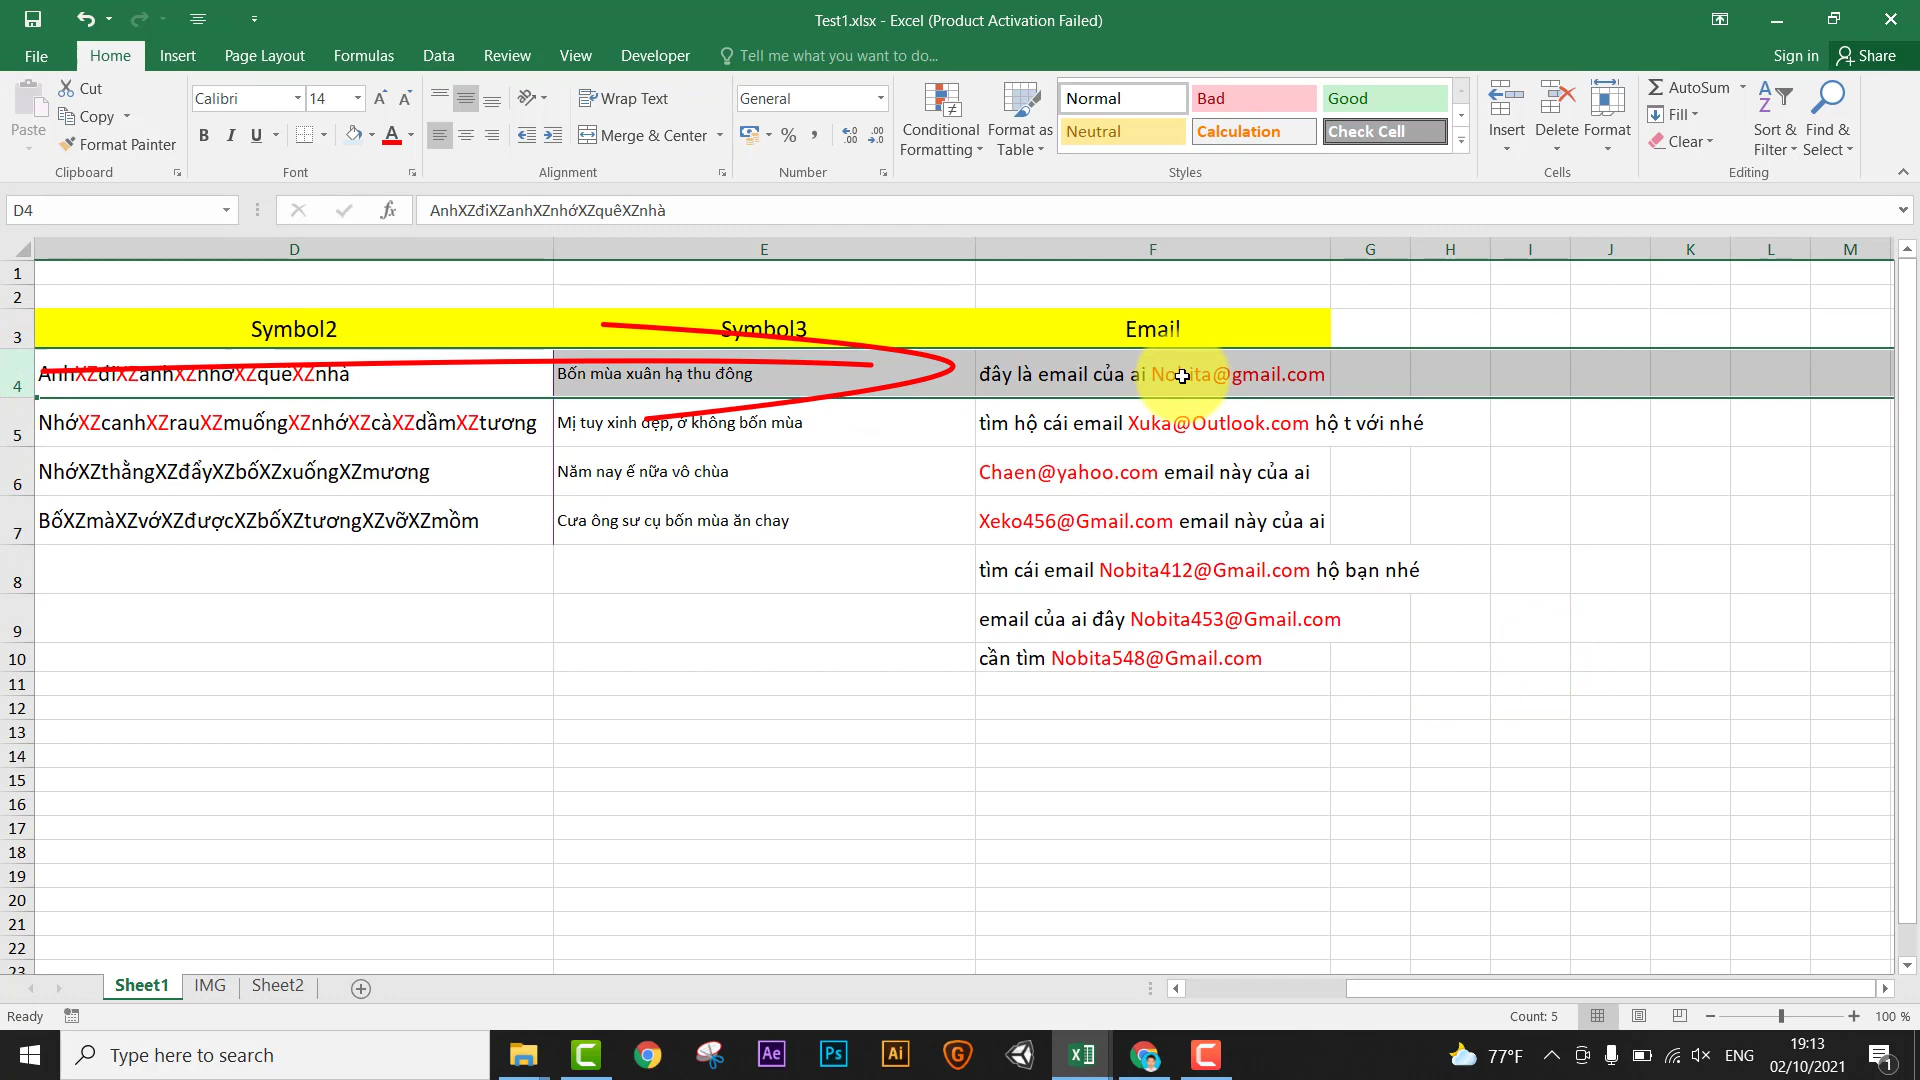 Test1.xlsx - Excel (Product Activation Failed)
File Home Insert Page Layout Formulas Data Review View Developer Tell me what you want to do... Sign in Share
Paste Cut Copy Format Painter Clipboard
Calibri 14 B I U A Font
Wrap Text Merge & Center Alignment
General % , Number
Conditional Formatting Format as Table
Normal Bad Good
Neutral Calculation Check Cell
Styles
Insert Delete Format Cells
AutoSum Fill Clear Sort & Filter Find & Select Editing
D4 fx AnhXZđiXZanhXZnhớXZquêXZnhà
D E F G H I J K L M
1
2
3 Symbol2 Symbol3 Email
4 AnhXZđiXZanhXZnhớXZquêXZnhà Bốn mùa xuân hạ thu đông đây là email của ai Nobita@gmail.com
5 NhớXZcanhXZrauXZmuốngXZnhớXZcàXZdầmXZtương Mị tuy xinh đẹp, ở không bốn mùa tìm hộ cái email Xuka@Outlook.com hộ t với nhé
6 NhớXZthằngXZđẩyXZbốXZxuốngXZmương Năm nay ế nữa vô chùa Chaen@yahoo.com email này của ai
7 BốXZmàXZvớXZđượcXZbốXZtươngXZvỡXZmồm Cưa ông sư cụ bốn mùa ăn chay Xeko456@Gmail.com email này của ai
8 tìm cái email Nobita412@Gmail.com hộ bạn nhé
9 email của ai đây Nobita453@Gmail.com
10 cần tìm Nobita548@Gmail.com
11
12
13
14
15
16
17
18
19
20
21
22
23
Sheet1 IMG Sheet2
Ready Count: 5 100 %
Type here to search Ae Ps Ai 77°F ENG 19:13
02/10/2021 1